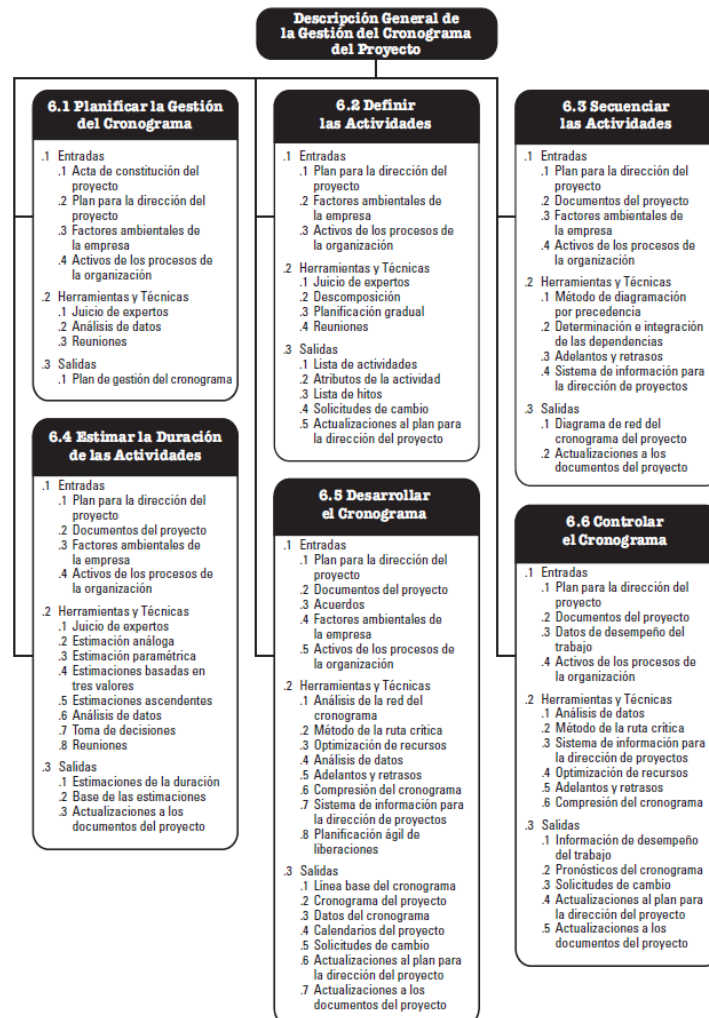 Descripción General de
la Gestión del Cronograma
del Proyecto
6.1 Planificar la Gestión
del Cronograma
.1 Entradas
.1 Acta de constitución del
proyecto
.2 Plan para la dirección del
proyecto
.3 Factores ambientales de
la empresa
.4 Activos de los procesos de
la organización
.2 Herramientas y Técnicas
.1 Juicio de expertos
.2 Análisis de datos
.3 Reuniones
.3 Salidas
.1 Plan de gestión del cronograma
6.2 Definir
las Actividades
.1 Entradas
.1 Plan para la dirección del
proyecto
.2 Factores ambientales de
la empresa
.3 Activos de los procesos de
la organización
.2 Herramientas y Técnicas
.1 Juicio de expertos
.2 Descomposición
.3 Planificación gradual
.4 Reuniones
.3 Salidas
.1 Lista de actividades
.2 Atributos de la actividad
.3 Lista de hitos
.4 Solicitudes de cambio
.5 Actualizaciones al plan para
la dirección del proyecto
6.3 Secuenciar
las Actividades
.1 Entradas
.1 Plan para la dirección del
proyecto
.2 Documentos del proyecto
.3 Factores ambientales de
la empresa
.4 Activos de los procesos de
la organización
.2 Herramientas y Técnicas
.1 Método de diagramación
por precedencia
.2 Determinación e integración
de las dependencias
.3 Adelantos y retrasos
.4 Sistema de información para
la dirección de proyectos
.3 Salidas
.1 Diagrama de red del
cronograma del proyecto
.2 Actualizaciones a los
documentos del proyecto
6.4 Estimar la Duración
de las Actividades
.1 Entradas
.1 Plan para la dirección del
proyecto
.2 Documentos del proyecto
.3 Factores ambientales de
la empresa
.4 Activos de los procesos de
la organización
.2 Herramientas y Técnicas
.1 Juicio de expertos
.2 Estimación análoga
.3 Estimación paramétrica
.4 Estimaciones basadas en
tres valores
.5 Estimaciones ascendentes
.6 Análisis de datos
.7 Toma de decisiones
.8 Reuniones
.3 Salidas
.1 Estimaciones de la duración
.2 Base de las estimaciones
.3 Actualizaciones a los
documentos del proyecto
6.5 Desarrollar
el Cronograma
.1 Entradas
.1 Plan para la dirección del
proyecto
.2 Documentos del proyecto
.3 Acuerdos
.4 Factores ambientales de
la empresa
.5 Activos de los procesos de
la organización
.2 Herramientas y Técnicas
.1 Análisis de la red del
cronograma
.2 Método de la ruta crítica
.3 Optimización de recursos
.4 Análisis de datos
.5 Adelantos y retrasos
.6 Compresión del cronograma
.7 Sistema de información para
la dirección de proyectos
.8 Planificación ágil de
liberaciones
.3 Salidas
.1 Línea base del cronograma
.2 Cronograma del proyecto
.3 Datos del cronograma
.4 Calendarios del proyecto
.5 Solicitudes de cambio
.6 Actualizaciones al plan para
la dirección del proyecto
.7 Actualizaciones a los
documentos del proyecto
6.6 Controlar
el Cronograma
.1 Entradas
.1 Plan para la dirección del
proyecto
.2 Documentos del proyecto
.3 Datos de desempeño del
trabajo
.4 Activos de los procesos de
la organización
.2 Herramientas y Técnicas
.1 Análisis de datos
.2 Método de la ruta crítica
.3 Sistema de información para
la dirección de proyectos
.4 Optimización de recursos
.5 Adelantos y retrasos
.6 Compresión del cronograma
.3 Salidas
.1 Información de desempeño
del trabajo
.2 Pronósticos del cronograma
.3 Solicitudes de cambio
.4 Actualizaciones al plan para
la dirección del proyecto
.5 Actualizaciones a los
documentos del proyecto